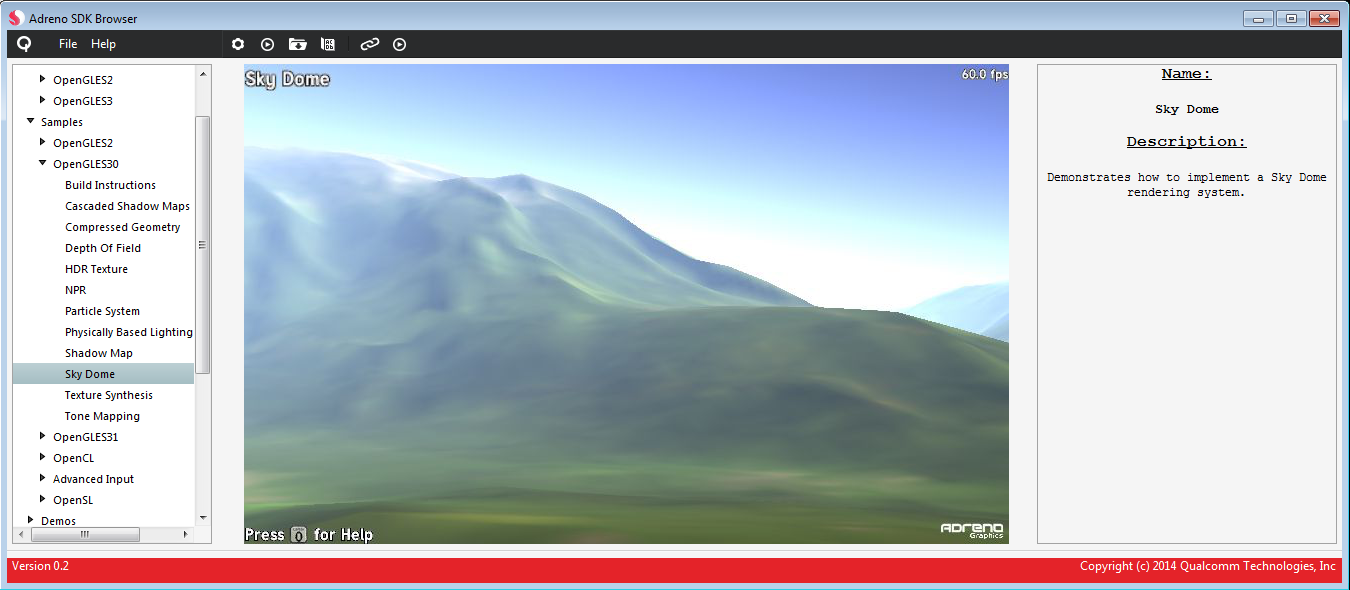 Adreno SDK Browser
File Help
OpenGLES2
OpenGLES3
Samples
OpenGLES2
OpenGLES30
Build Instructions
Cascaded Shadow Maps
Compressed Geometry
Depth Of Field
HDR Texture
NPR
Particle System
Physically Based Lighting
Shadow Map
Sky Dome
Texture Synthesis
Tone Mapping
OpenGLES31
OpenCL
Advanced Input
OpenSL
Demos
Sky Dome
60.0 fps
Press 0 for Help
ADRENO
Graphics
Name:
Sky Dome
Description:
Demonstrates how to implement a Sky Dome
rendering system.
Version 0.2
Copyright (c) 2014 Qualcomm Technologies, Inc